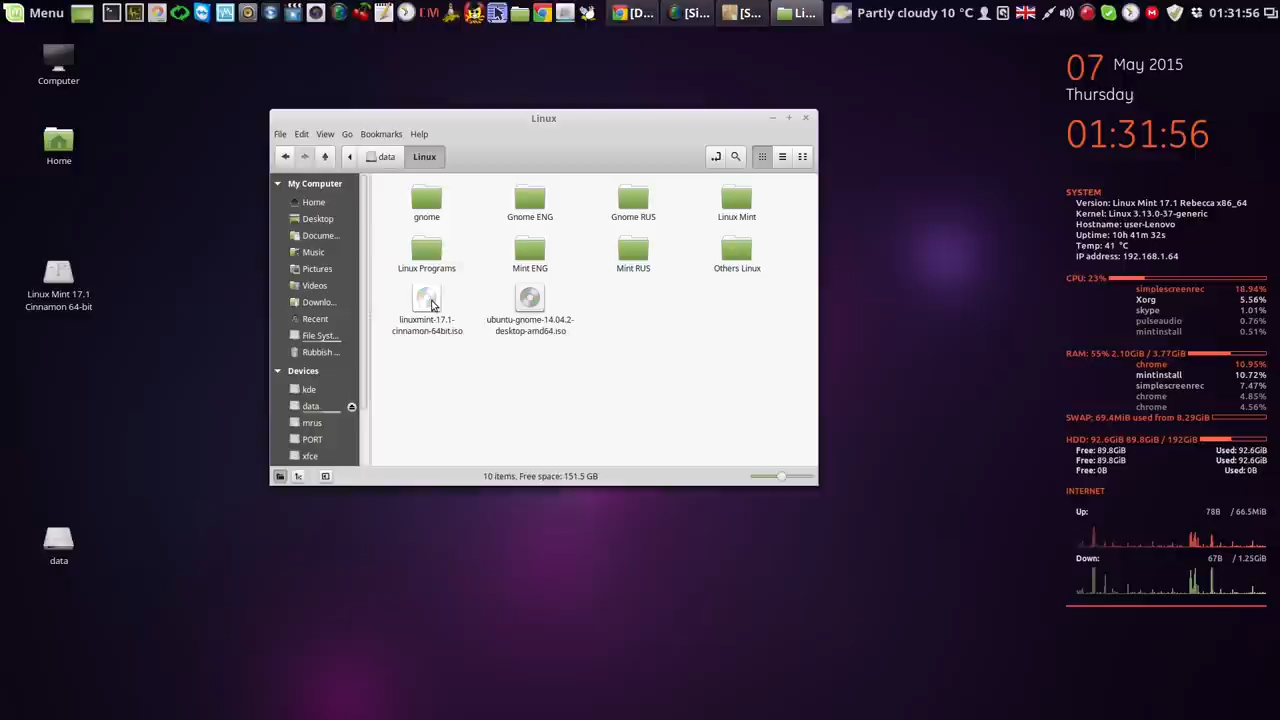 Menu
[D...
[Si...
[S...
Li...
Partly cloudy 10 °C
01:31:56
Computer
Home
Linux Mint 17.1
Cinnamon 64-bit
data
Linux
File Edit View Go Bookmarks Help
data Linux
My Computer
Home
Desktop
Docume...
Music
Pictures
Videos
Downlo...
Recent
File Syst...
Rubbish ...
Devices
kde
data
mrus
PORT
xfce
gnome
Gnome ENG
Gnome RUS
Linux Mint
Linux Programs
Mint ENG
Mint RUS
Others Linux
linuxmint-17.1-
cinnamon-64bit.iso
ubuntu-gnome-14.04.2-
desktop-amd64.iso
10 items, Free space: 151.5 GB
07 May 2015
Thursday
01:31:56
SYSTEM
Version: Linux Mint 17.1 Rebecca x86_64
Kernel: Linux 3.13.0-37-generic
Hostname: user-Lenovo
Uptime: 10h 41m 32s
Temp: 41 °C
IP address: 192.168.1.64
CPU: 23%
simplescreenrec 18.94%
Xorg 5.56%
skype 1.01%
pulseaudio 0.76%
mintinstall 0.51%
RAM: 55% 2.10GiB / 3.77GiB
chrome 10.95%
mintinstall 10.72%
simplescreenrec 7.47%
chrome 4.85%
chrome 4.56%
SWAP: 69.4MiB used from 8.29GiB
HDD: 92.6GiB 89.8GiB / 192GiB
Free: 89.8GiB Used: 92.6GiB
Free: 89.8GiB Used: 92.6GiB
Free: 0B Used: 0B
INTERNET
Up: 78B / 66.5MiB
Down: 67B / 1.25GiB